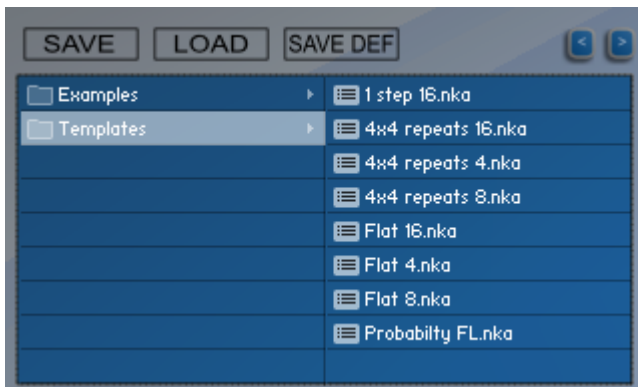 SAVE LOAD SAVE DEF < >
Examples
Templates
1 step 16.nka
4x4 repeats 16.nka
4x4 repeats 4.nka
4x4 repeats 8.nka
Flat 16.nka
Flat 4.nka
Flat 8.nka
Probabilty FL.nka